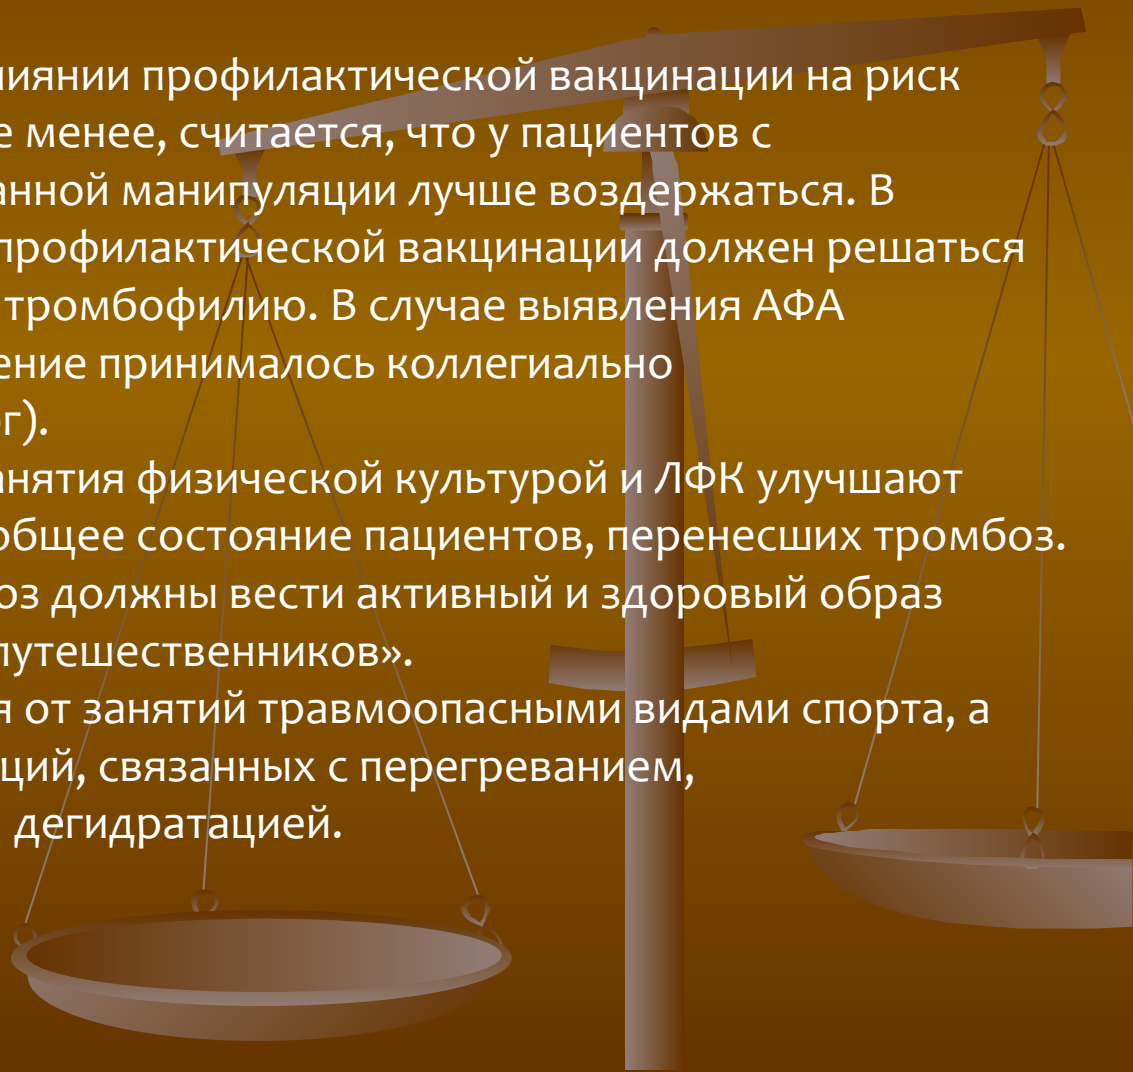 лиянии профилактической вакцинации на риск
е менее, считается, что у пациентов с
анной манипуляции лучше воздержаться. В
профилактической вакцинации должен решаться
тромбофилию. В случае выявления АФА
ение принималось коллегиально
г).
анятия физической культурой и ЛФК улучшают
общее состояние пациентов, перенесших тромбоз.
оз должны вести активный и здоровый образ
путешественников».
я от занятий травмоопасными видами спорта, а
ций, связанных с перегреванием,
дегидратацией.